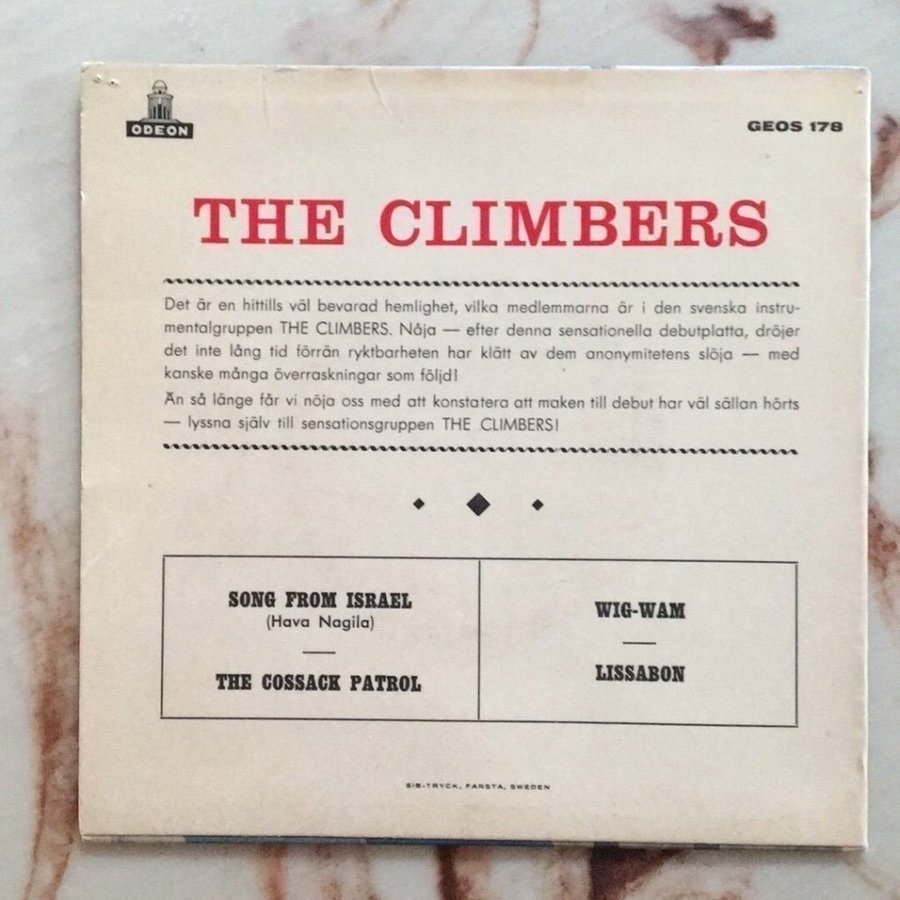 ODEON
GEOS 178
THE CLIMBERS
Det är en hittills väl bevarad hemlighet, vilka medlemmarna är i den svenska instru-
mentalgruppen THE CLIMBERS. Nåja — efter denna sensationella debutplatta, dröjer
det inte lång tid förrän ryktbarheten har klätt av dem anonymitetens slöja — med
kanske många överraskningar som följd!
Än så länge får vi nöja oss med att konstatera att maken till debut har väl sällan hörts
— lyssna själv till sensationsgruppen THE CLIMBERS!
SONG FROM ISRAEL
(Hava Nagila)
THE COSSACK PATROL
WIG-WAM
LISSABON
SIB-TRYCK, FARSTA, SWEDEN